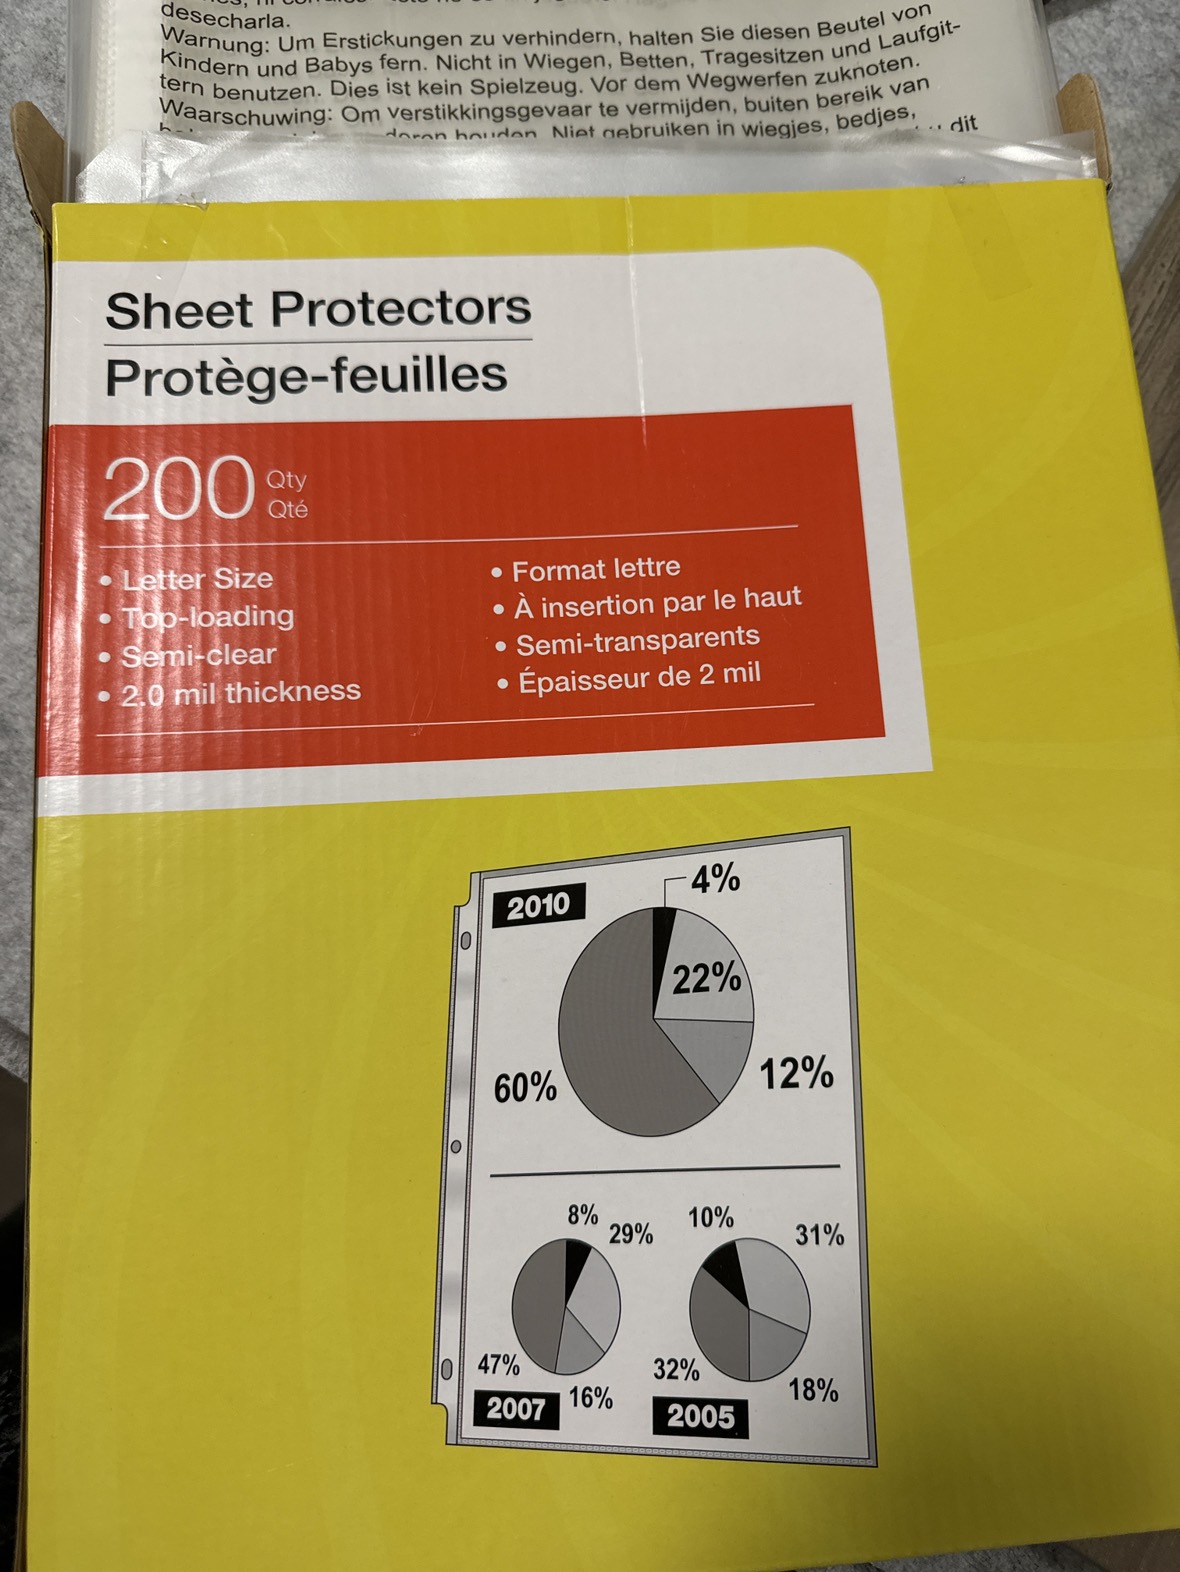 desecharla.
Warnung: Um Erstickungen zu verhindern, halten Sie diesen Beutel von
Kindern und Babys fern. Nicht in Wiegen, Betten, Tragesitzen und Laufgit-
tern benutzen. Dies ist kein Spielzeug. Vor dem Wegwerfen zuknoten.
Waarschuwing: Om verstikkingsgevaar te vermijden, buiten bereik van
houden. Niet gebruiken in wiegjes, bedjes,
dit
Sheet Protectors
Protège-feuilles
200 Qty
Qté
• Letter Size
• Top-loading
• Semi-clear
• 2.0 mil thickness
• Format lettre
• À insertion par le haut
• Semi-transparents
• Épaisseur de 2 mil
2010
4%
22%
12%
60%
8%
29%
47%
16%
2007
10%
31%
32%
18%
2005